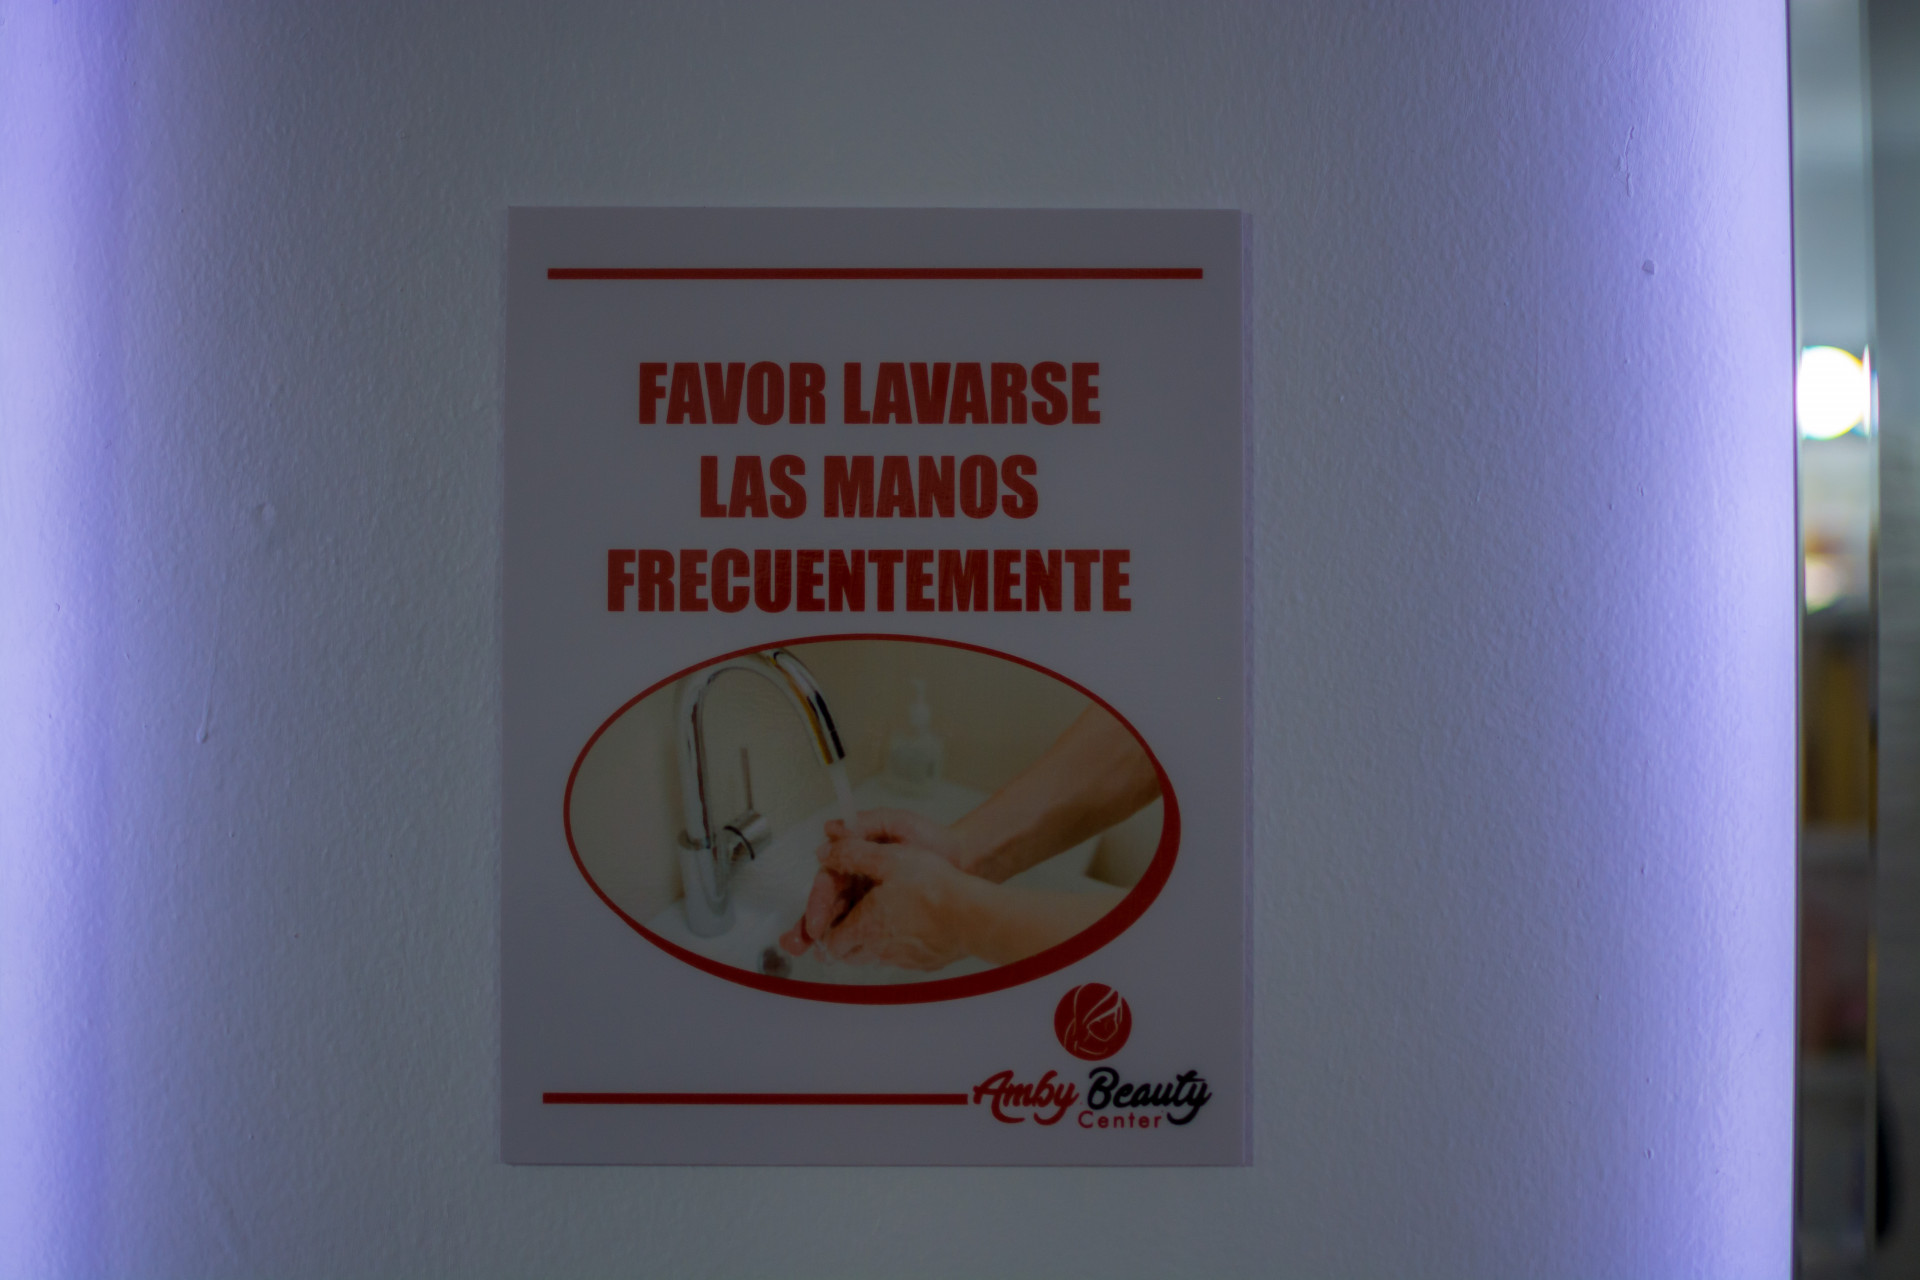 FAVOR LAVARSE
LAS MANOS
FRECUENTEMENTE
Amby Beauty
Center